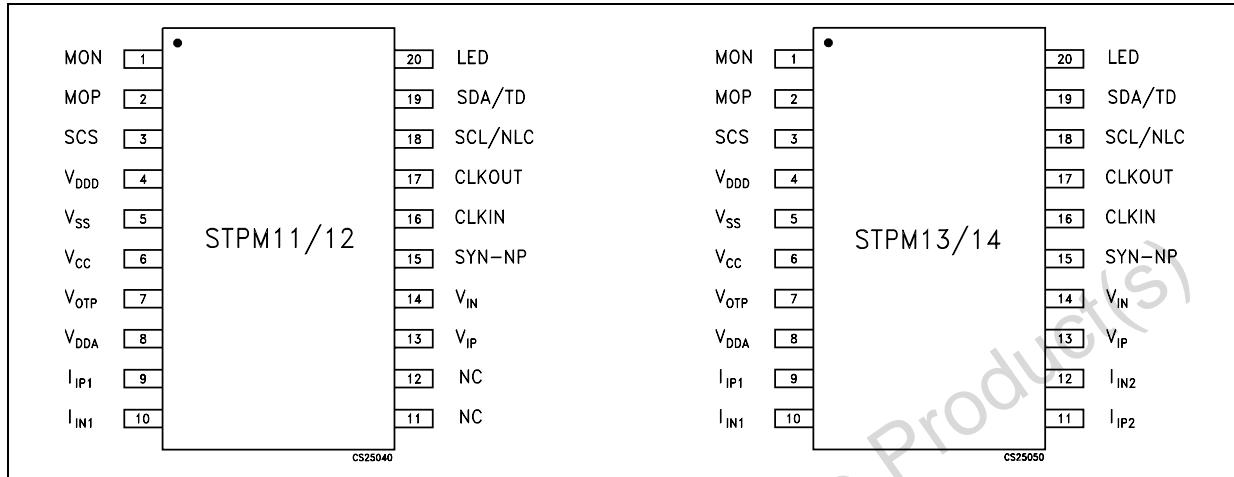 MON 1 20 LED
MOP 2 19 SDA/TD
SCS 3 18 SCL/NLC
VDDD 4 17 CLKOUT
VSS 5 16 CLKIN
STPM11/12
VCC 6 15 SYN-NP
VOTP 7 14 VIN
VDDA 8 13 VIP
IIP1 9 12 NC
IIN1 10 11 NC
CS25040
MON 1 20 LED
MOP 2 19 SDA/TD
SCS 3 18 SCL/NLC
VDDD 4 17 CLKOUT
VSS 5 16 CLKIN
STPM13/14
VCC 6 15 SYN-NP
VOTP 7 14 VIN
VDDA 8 13 VIP
IIP1 9 12 IIN2
IIN1 10 11 IIP2
CS25050
Product(s)